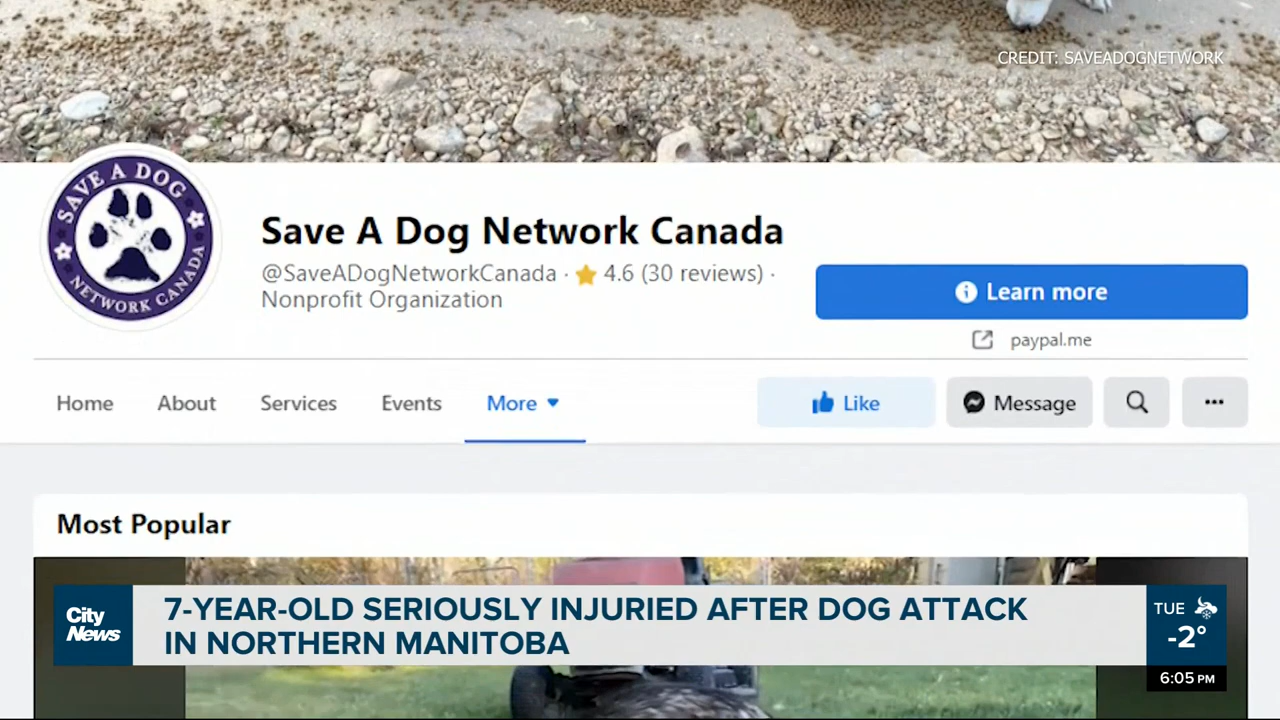 CREDIT: SAVEADOGNETWORK
SAVE A DOG
NETWORK CANADA
Save A Dog Network Canada
@SaveADogNetworkCanada · 4.6 (30 reviews) ·
Nonprofit Organization
Learn more
paypal.me
Home About Services Events More
Like Message
Most Popular
City
News
7-YEAR-OLD SERIOUSLY INJURIED AFTER DOG ATTACK
IN NORTHERN MANITOBA
TUE
-2°
6:05 PM